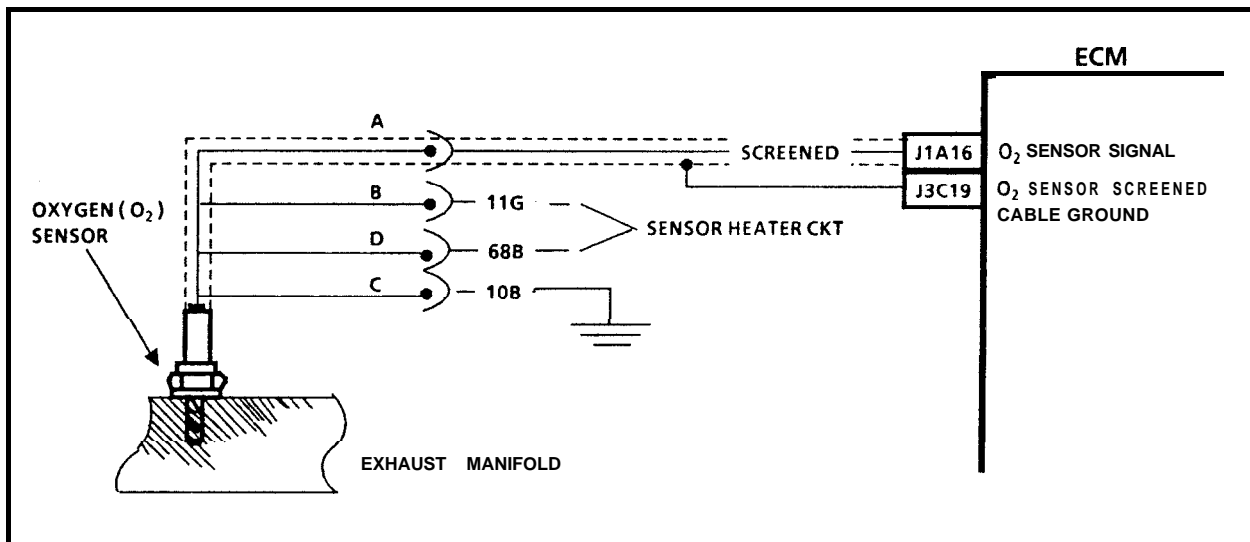 ECM
A
SCREENED
J1A16 O₂ SENSOR SIGNAL
J3C19 O₂ SENSOR SCREENED
CABLE GROUND
B
11G
OXYGEN (O₂)
SENSOR
SENSOR HEATER CKT
D
68B
C
10B
EXHAUST MANIFOLD